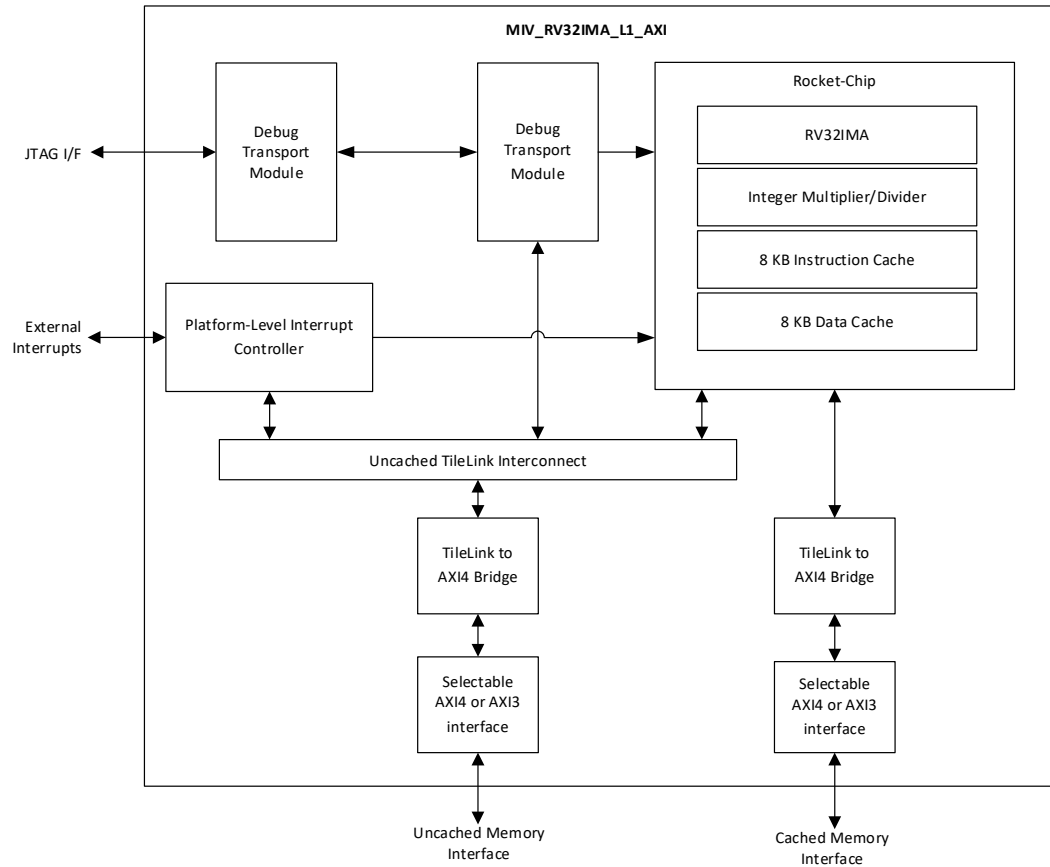 MIV_RV32IMA_L1_AXI
Rocket-Chip
RV32IMA
Integer Multiplier/Divider
8 KB Instruction Cache
8 KB Data Cache
Debug
Transport
Module
Debug
Transport
Module
JTAG I/F
External
Interrupts
Platform-Level Interrupt
Controller
Uncached TileLink Interconnect
TileLink to
AXI4 Bridge
TileLink to
AXI4 Bridge
Selectable
AXI4 or AXI3
interface
Selectable
AXI4 or AXI3
interface
Uncached Memory
Interface
Cached Memory
Interface